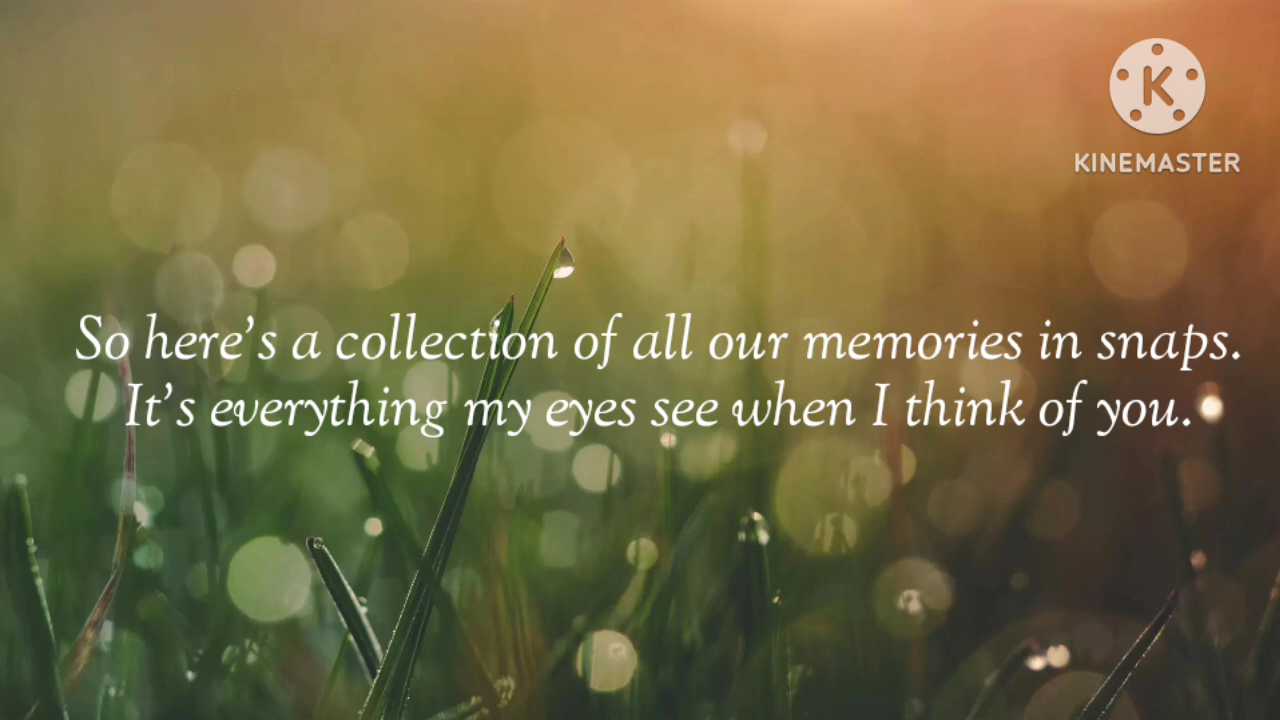 K
KINEMASTER
So here’s a collection of all our memories in snaps.
It’s everything my eyes see when I think of you.